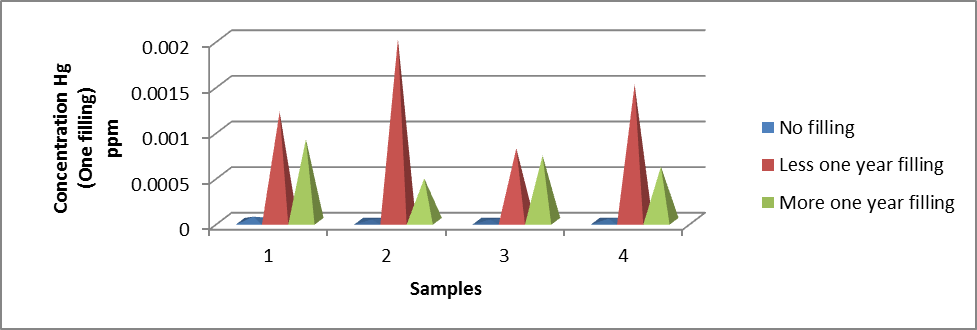 0.002
0.0015
0.001
0.0005
0
Concentration Hg
(One filling)
ppm
1 2 3 4
Samples
No filling
Less one year filling
More one year filling